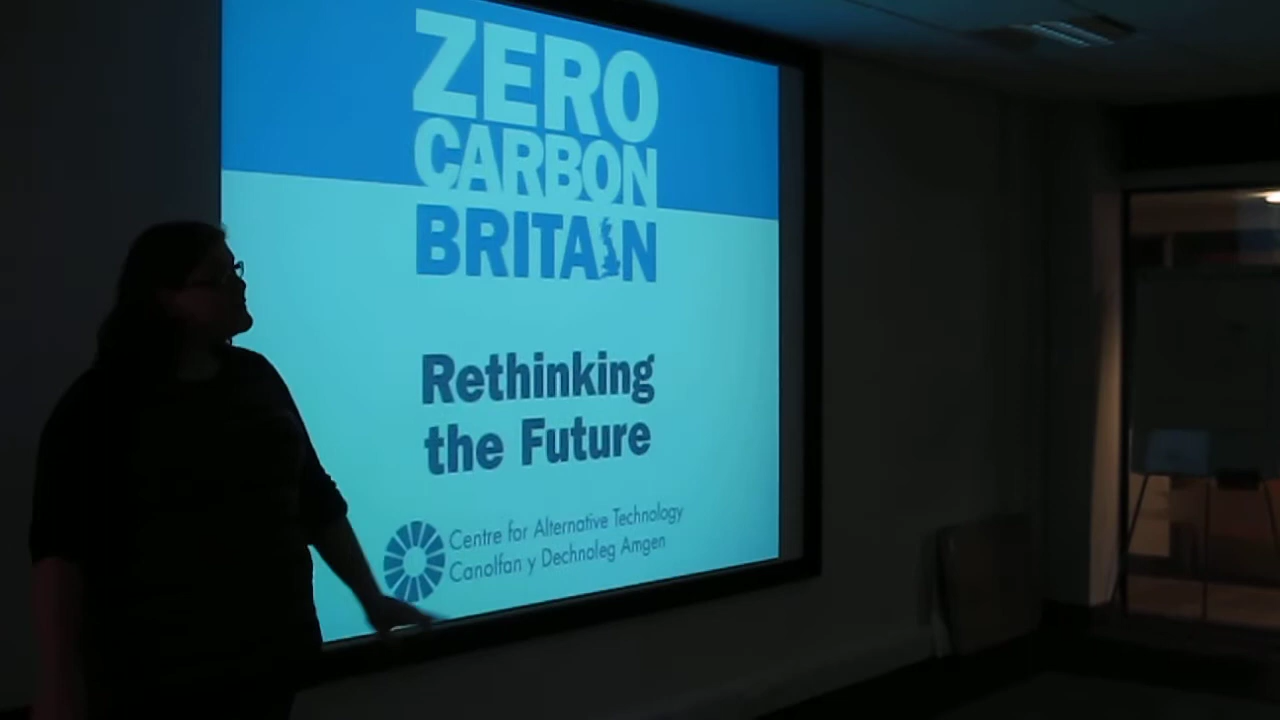 ZERO
CARBON
BRITAIN
Rethinking
the Future
Centre for Alternative Technology
Canolfan y Dechnoleg Amgen